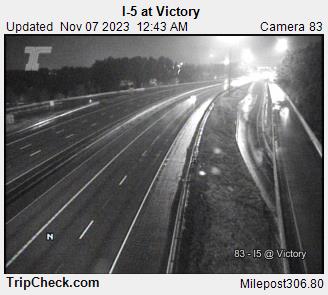 I-5 at Victory
Updated Nov 07 2023 12:43 AM Camera 83
T
N
83 - I5 @ Victory
TripCheck.com Milepost306.80